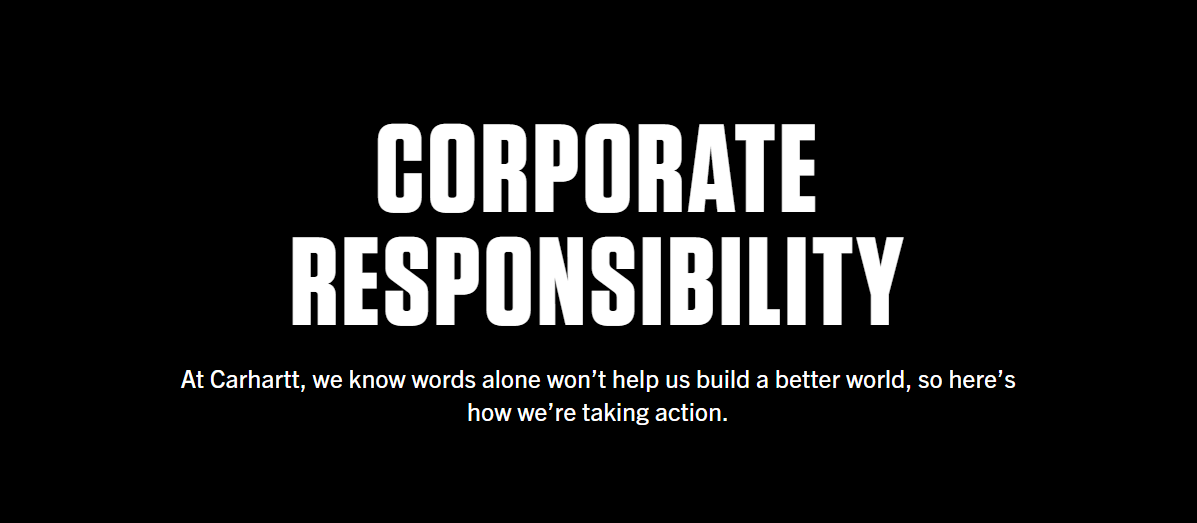 CORPORATE
RESPONSIBILITY
At Carhartt, we know words alone won’t help us build a better world, so here’s
how we’re taking action.